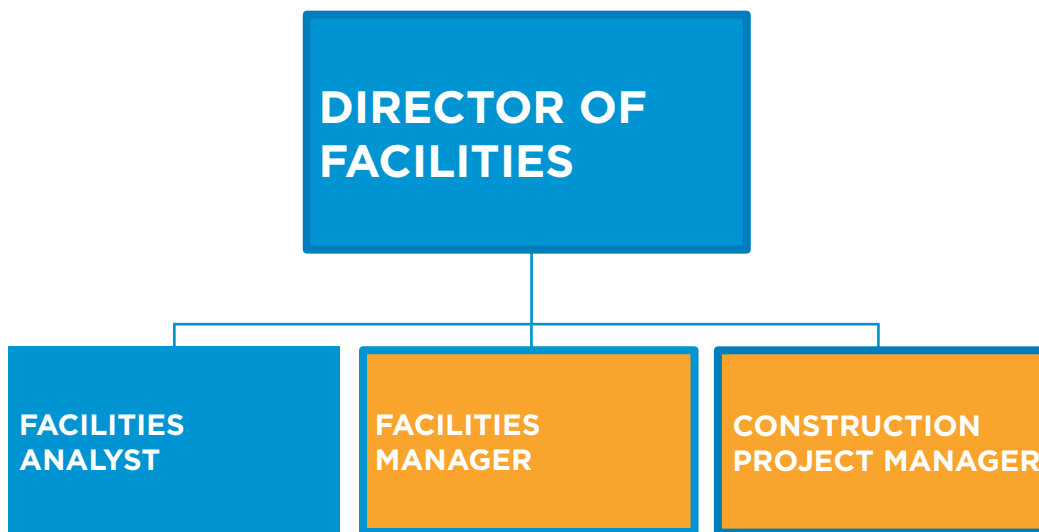 DIRECTOR OF
FACILITIES
FACILITIES
ANALYST
FACILITIES
MANAGER
CONSTRUCTION
PROJECT MANAGER